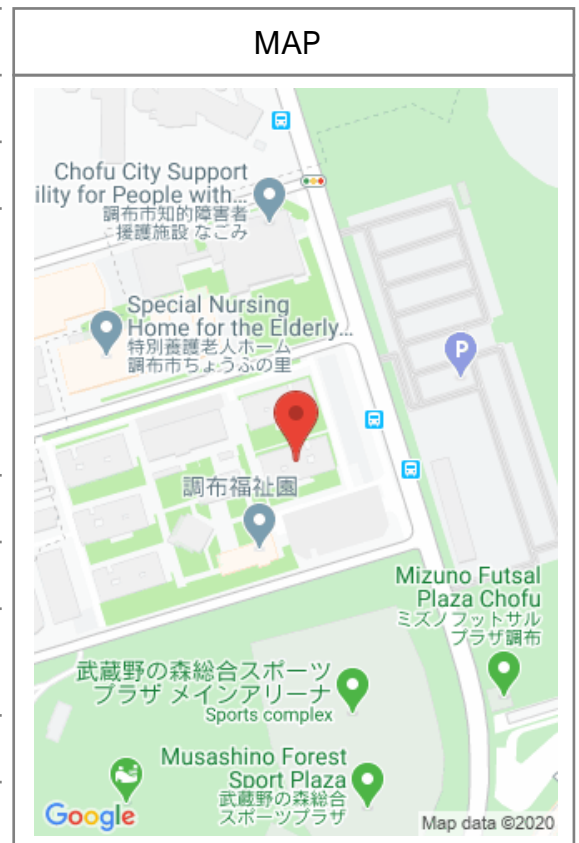 MAP
Chofu City Support
ility for People with...
調布市知的障害者
援護施設 なごみ
Special Nursing
Home for the Elderly...
特別養護老人ホーム
調布市ちょうふの里
P
調布福祉園
Mizuno Futsal
Plaza Chofu
ミズノフットサル
プラザ調布
武蔵野の森総合スポーツ
プラザ メインアリーナ
Sports complex
Musashino Forest
Sport Plaza
武蔵野の森総合
スポーツプラザ
Google
Map data ©2020